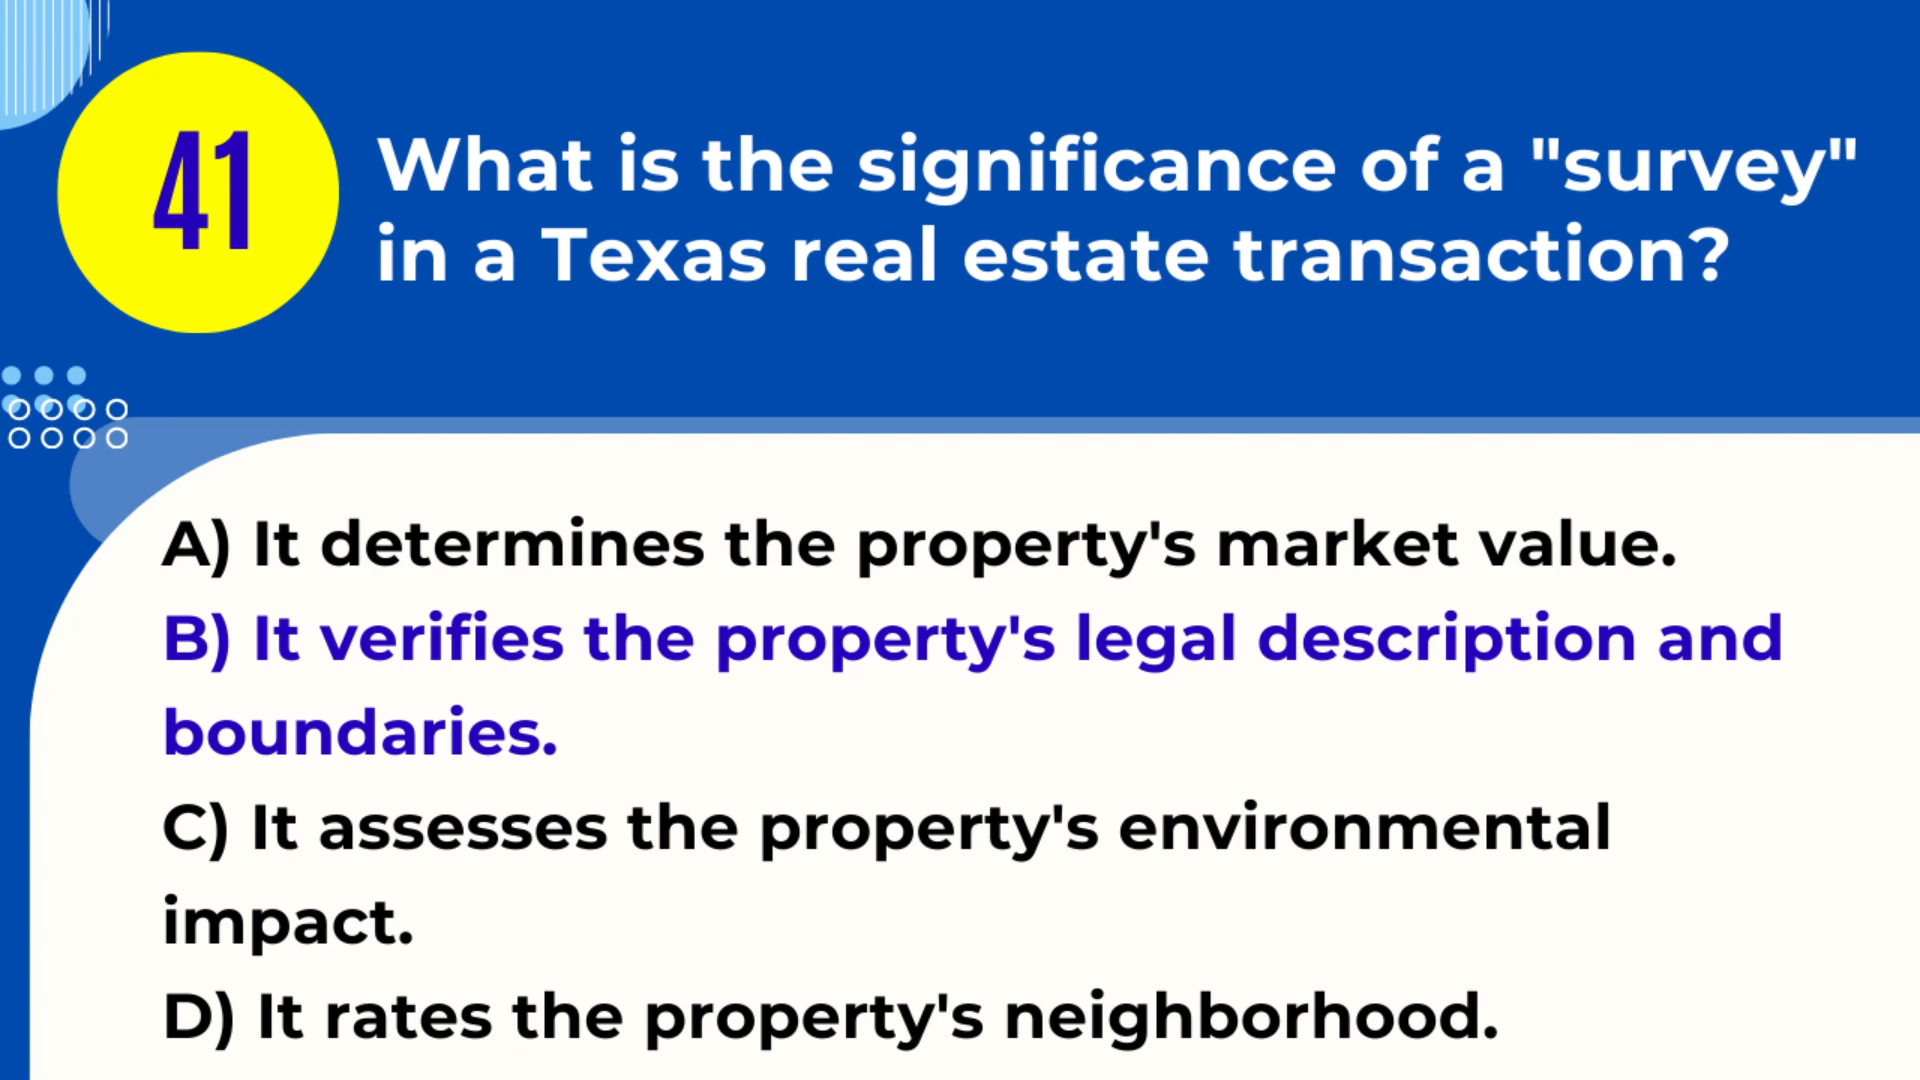 41
What is the significance of a "survey"
in a Texas real estate transaction?
A) It determines the property's market value.
B) It verifies the property's legal description and
boundaries.
C) It assesses the property's environmental
impact.
D) It rates the property's neighborhood.